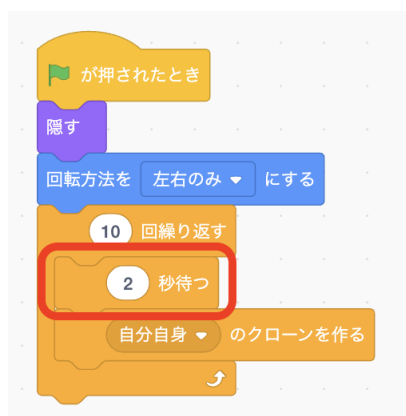 が押されたとき
隠す
回転方法を 左右のみ にする
10 回繰り返す
2 秒待つ
自分自身 のクローンを作る